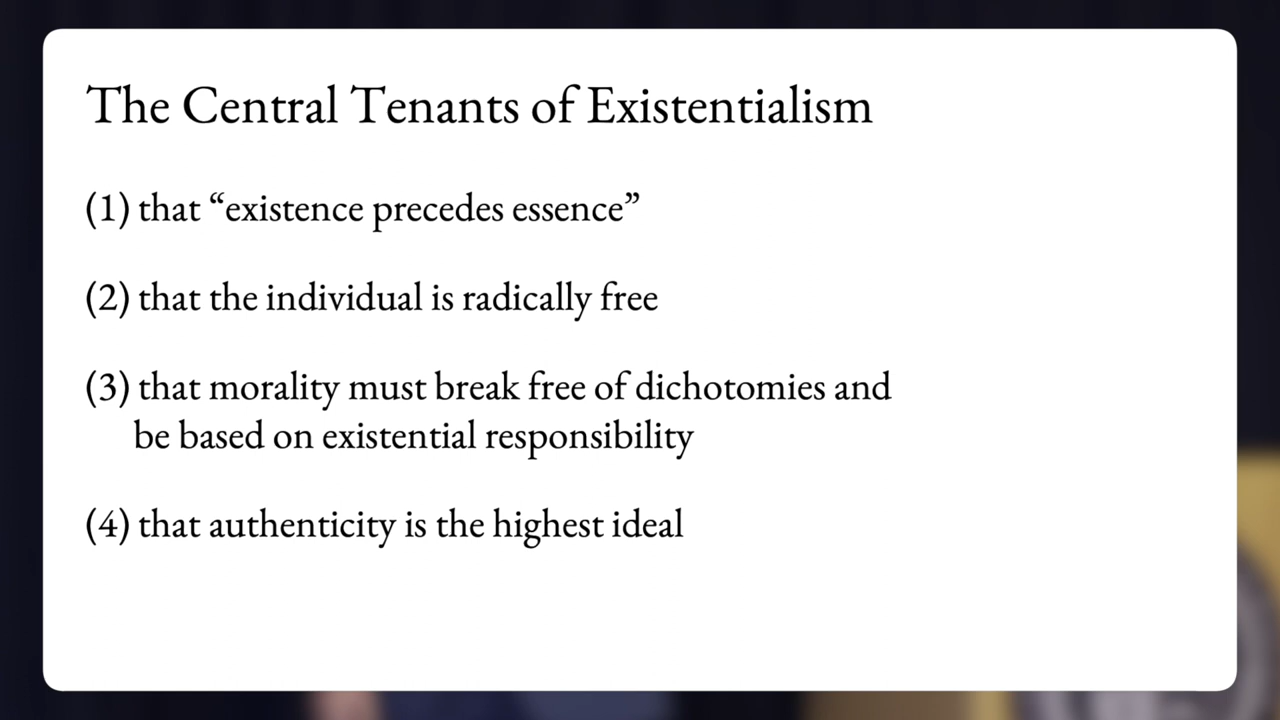 The Central Tenants of Existentialism
(1) that “existence precedes essence”
(2) that the individual is radically free
(3) that morality must break free of dichotomies and
be based on existential responsibility
(4) that authenticity is the highest ideal